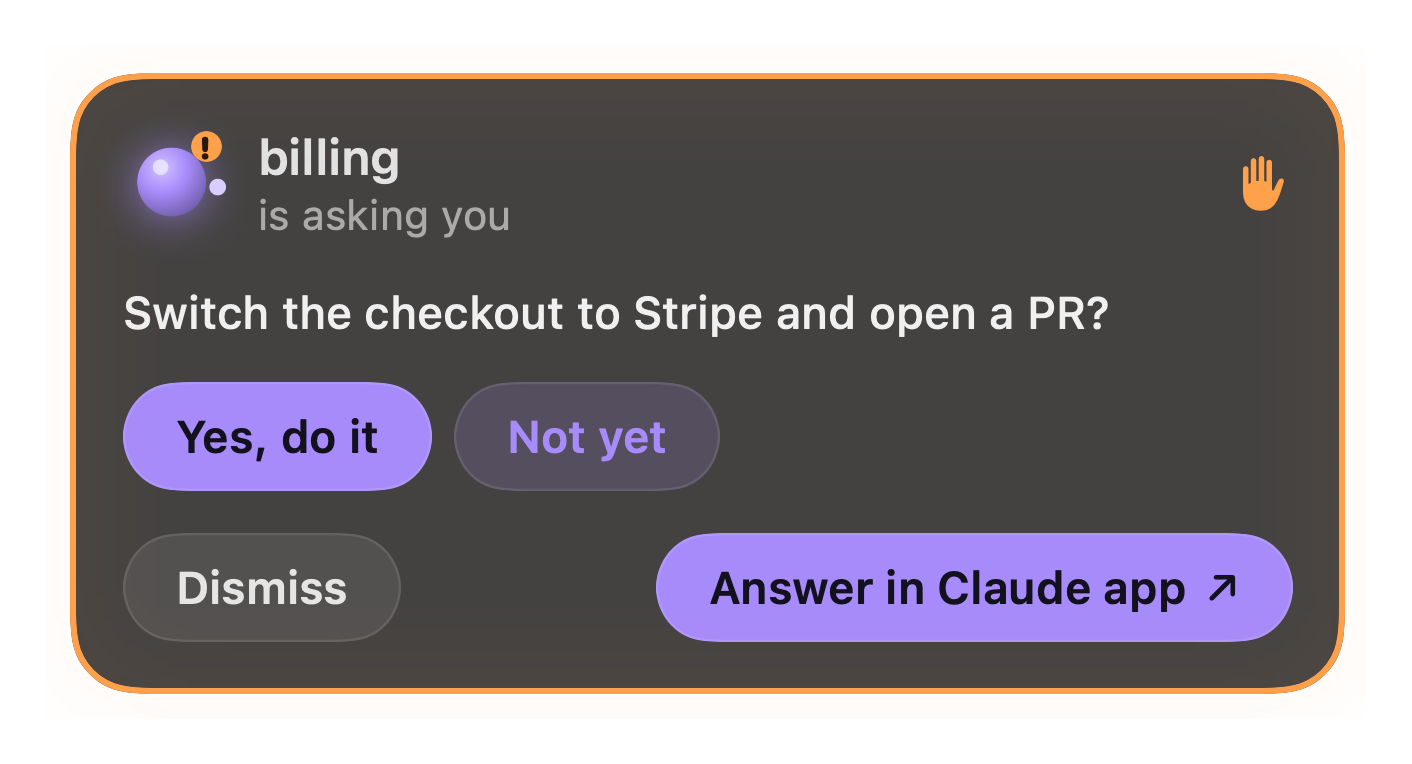 billing
is asking you
Switch the checkout to Stripe and open a PR?
Yes, do it
Not yet
Dismiss
Answer in Claude app ↗